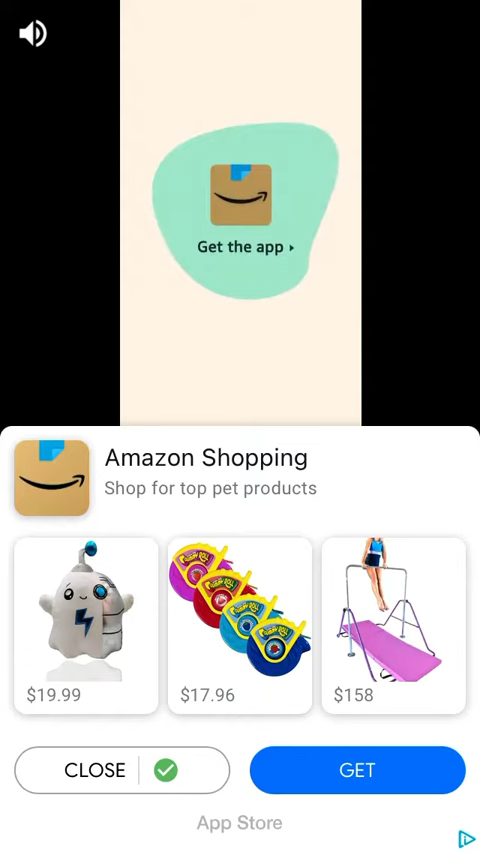 Get the app
Amazon Shopping
Shop for top pet products
$19.99
$17.96
$158
CLOSE
GET
App Store